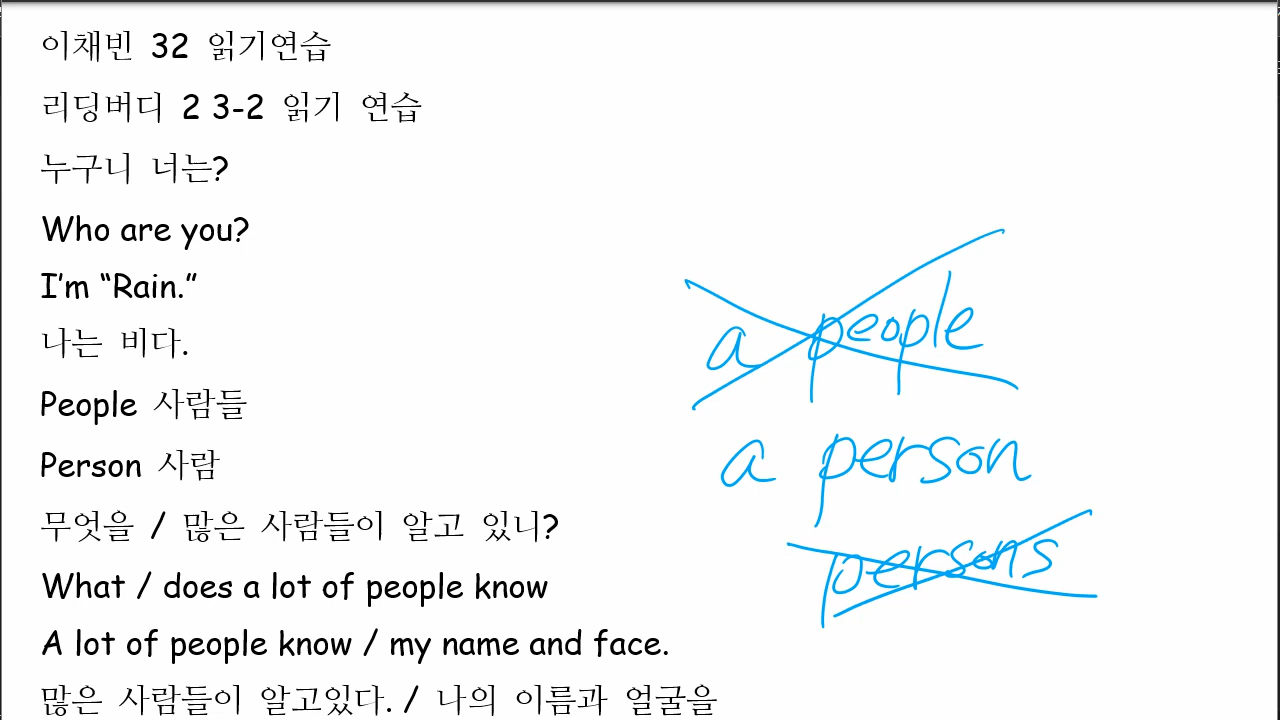 이채빈 32 읽기연습
리딩버디 2 3-2 읽기 연습
누구니 너는?
Who are you?
I’m “Rain.”
나는 비다.
People 사람들
Person 사람
무엇을 / 많은 사람들이 알고 있니?
What / does a lot of people know
A lot of people know / my name and face.
많은 사람들이 알고있다. / 나의 이름과 얼굴을
a people
a person
persons